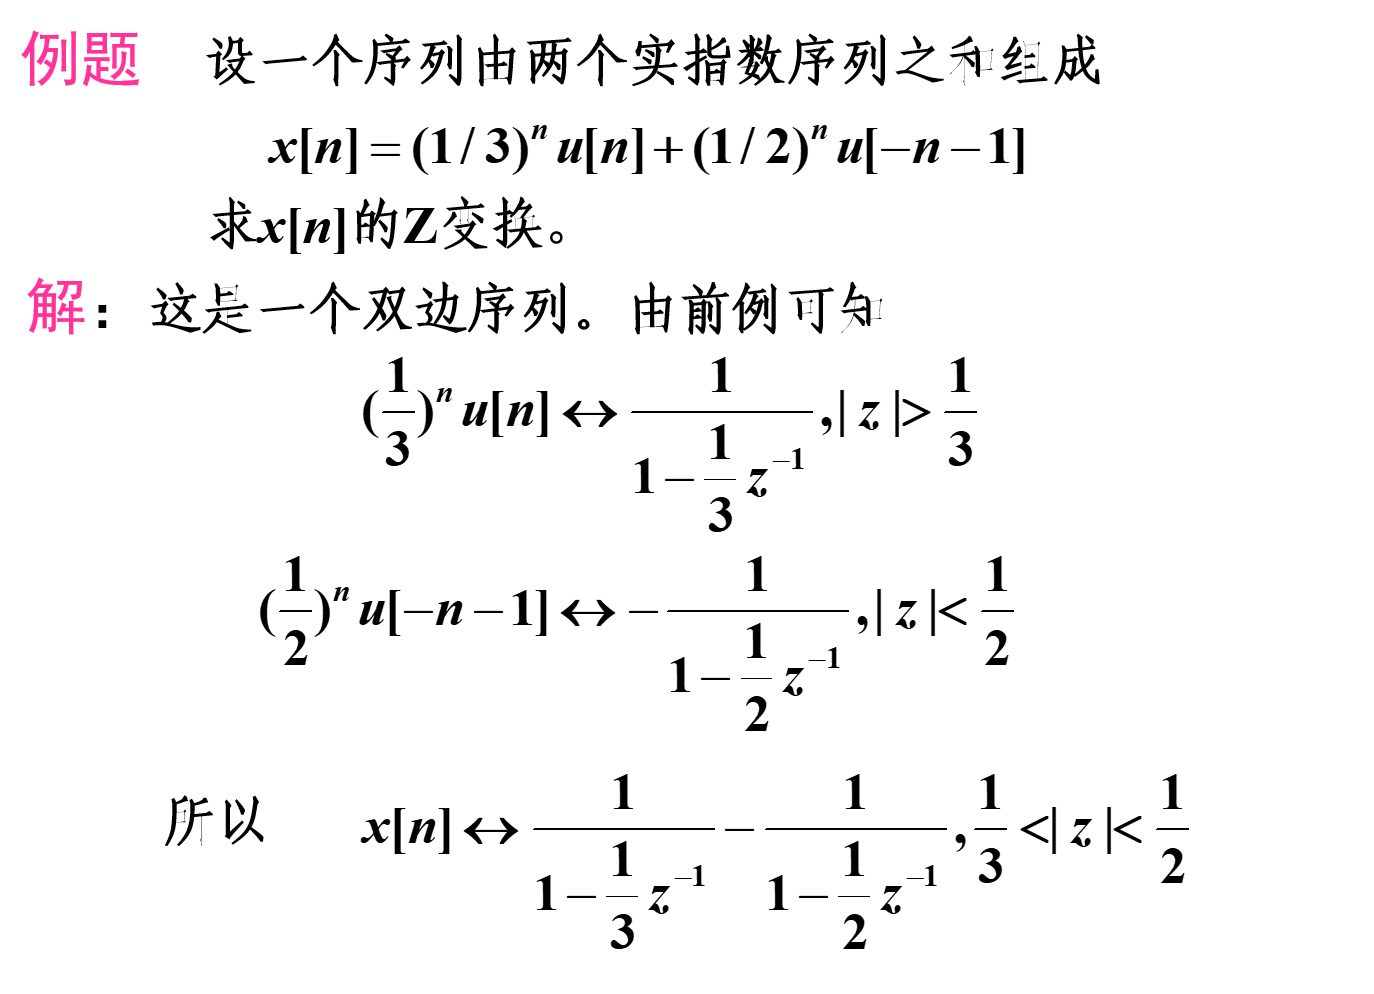 例题 设一个序列由两个实指数序列之和组成
x[n] = (1/3)^n u[n] + (1/2)^n u[−n − 1]
求x[n]的Z变换。
解：这是一个双边序列。由前例可知
(\frac{1}{3})^n u[n] ↔ \frac{1}{1 − \frac{1}{3} z^{−1}}, | z |> \frac{1}{3}
(\frac{1}{2})^n u[−n − 1] ↔ − \frac{1}{1 − \frac{1}{2} z^{−1}}, | z |< \frac{1}{2}
所以 x[n] ↔ \frac{1}{1 − \frac{1}{3} z^{−1}} − \frac{1}{1 − \frac{1}{2} z^{−1}}, \frac{1}{3} <| z |< \frac{1}{2}